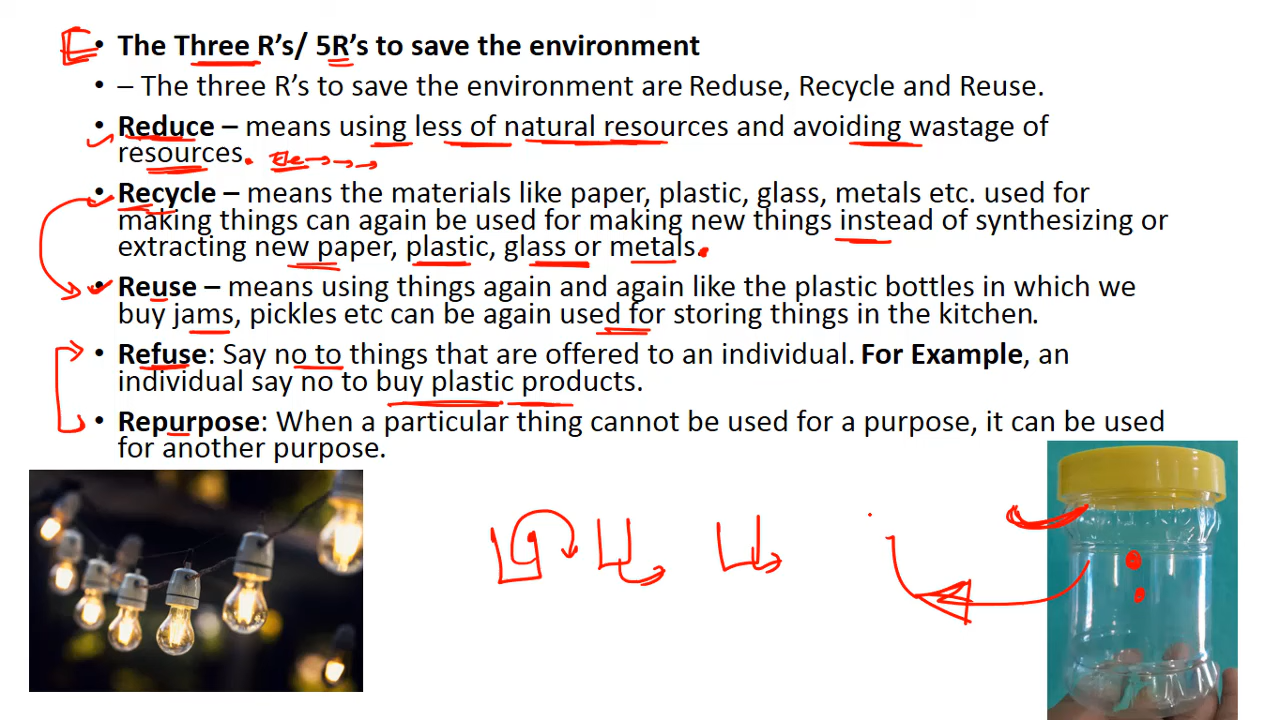 • The Three R's/ 5R's to save the environment
• – The three R's to save the environment are Reduse, Recycle and Reuse.
• Reduce – means using less of natural resources and avoiding wastage of
resources.
• Recycle – means the materials like paper, plastic, glass, metals etc. used for
making things can again be used for making new things instead of synthesizing or
extracting new paper, plastic, glass or metals.
• Reuse – means using things again and again like the plastic bottles in which we
buy jams, pickles etc can be again used for storing things in the kitchen.
• Refuse: Say no to things that are offered to an individual. For Example, an
individual say no to buy plastic products.
• Repurpose: When a particular thing cannot be used for a purpose, it can be used
for another purpose.